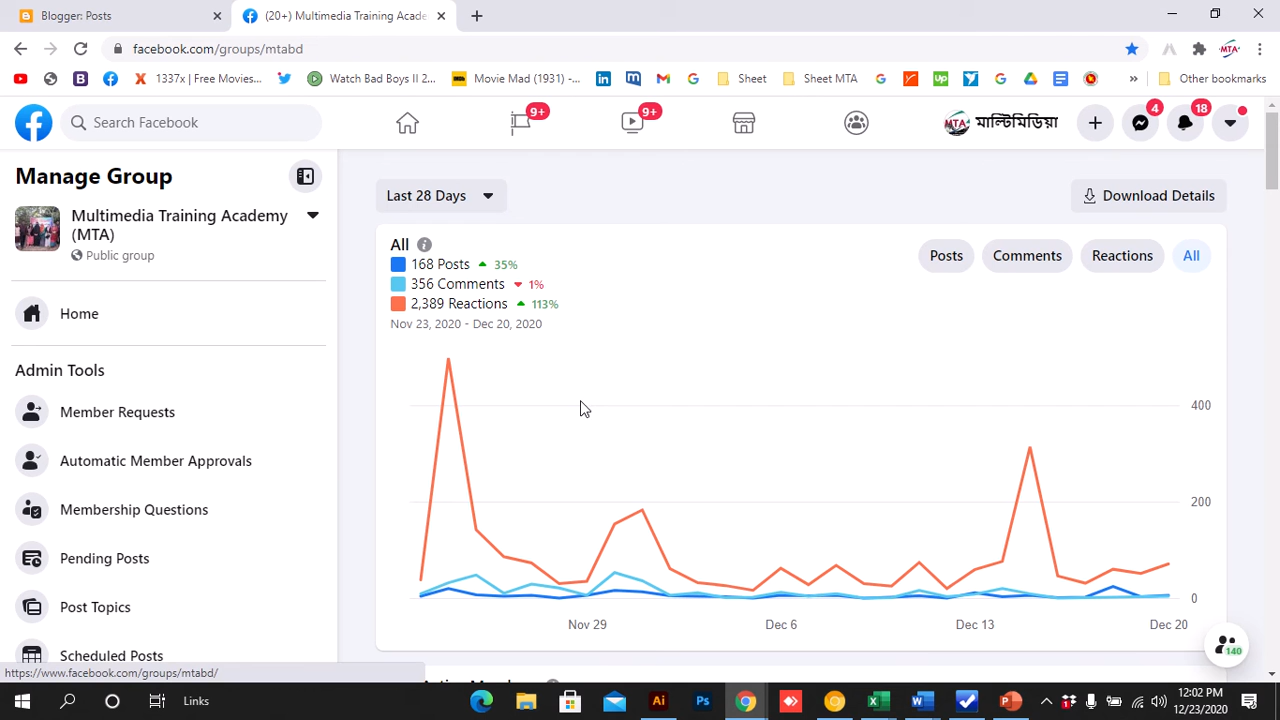 Blogger: Posts
(20+) Multimedia Training Acade
facebook.com/groups/mtabd
1337x | Free Movies...
Watch Bad Boys II 2...
Movie Mad (1931) -...
Sheet
Sheet MTA
Other bookmarks
Search Facebook
9+
9+
MTA
মাল্টিমিডিয়া
4
18
Manage Group
Multimedia Training Academy
(MTA)
Public group
Home
Admin Tools
Member Requests
Automatic Member Approvals
Membership Questions
Pending Posts
Post Topics
Scheduled Posts
https://www.facebook.com/groups/mtabd/
Last 28 Days
Download Details
All
168 Posts 35%
356 Comments 1%
2,389 Reactions 113%
Nov 23, 2020 - Dec 20, 2020
Posts
Comments
Reactions
All
400
200
0
Nov 29
Dec 6
Dec 13
Dec 20
140
Links
12:02 PM
12/23/2020